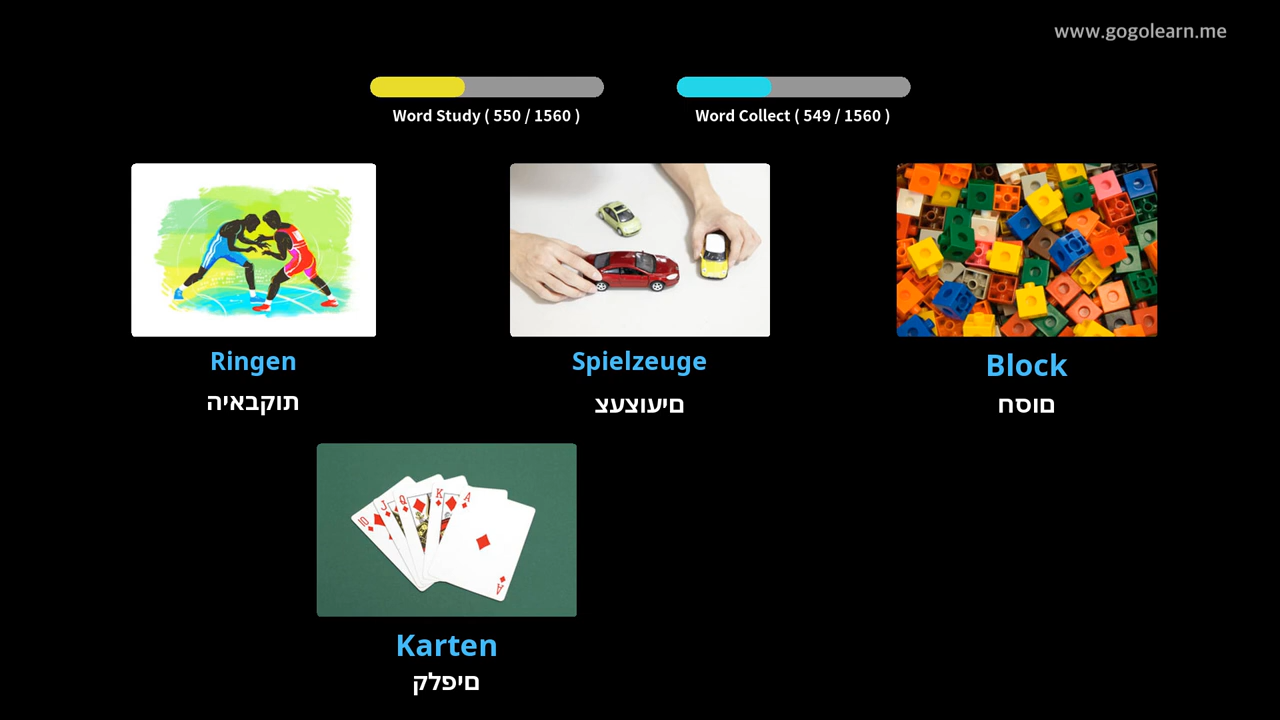 www.gogolearn.me
Word Study ( 550 / 1560 )
Word Collect ( 549 / 1560 )
Ringen
תוקבאיה
Spielzeuge
םיעוצעצ
Block
םוסח
Karten
םיפלק